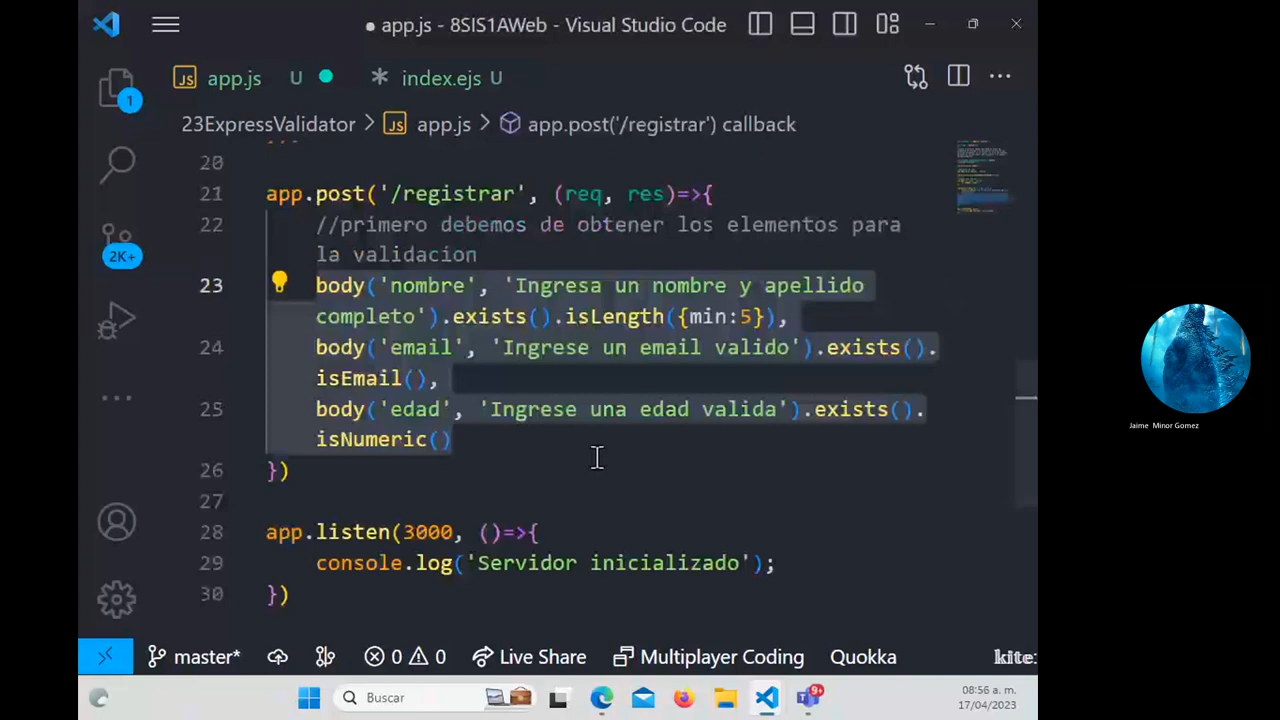 app.js - 8SIS1AWeb - Visual Studio Code
JS app.js U index.ejs U
1
23ExpressValidator > JS app.js > app.post('/registrar') callback
20
21 app.post('/registrar', (req, res)=>{
22 //primero debemos de obtener los elementos para
la validacion
23 body('nombre', 'Ingresa un nombre y apellido
completo').exists().isLength({min:5}),
24 body('email', 'Ingrese un email valido').exists().
isEmail(),
25 body('edad', 'Ingrese una edad valida').exists().
isNumeric()
26 })
27
28 app.listen(3000, ()=>{
29 console.log('Servidor inicializado');
30 })
2K+
Jaime Minor Gomez
master* 0 0 Live Share Multiplayer Coding Quokka kite:
Buscar
9+
08:56 a. m.
17/04/2023